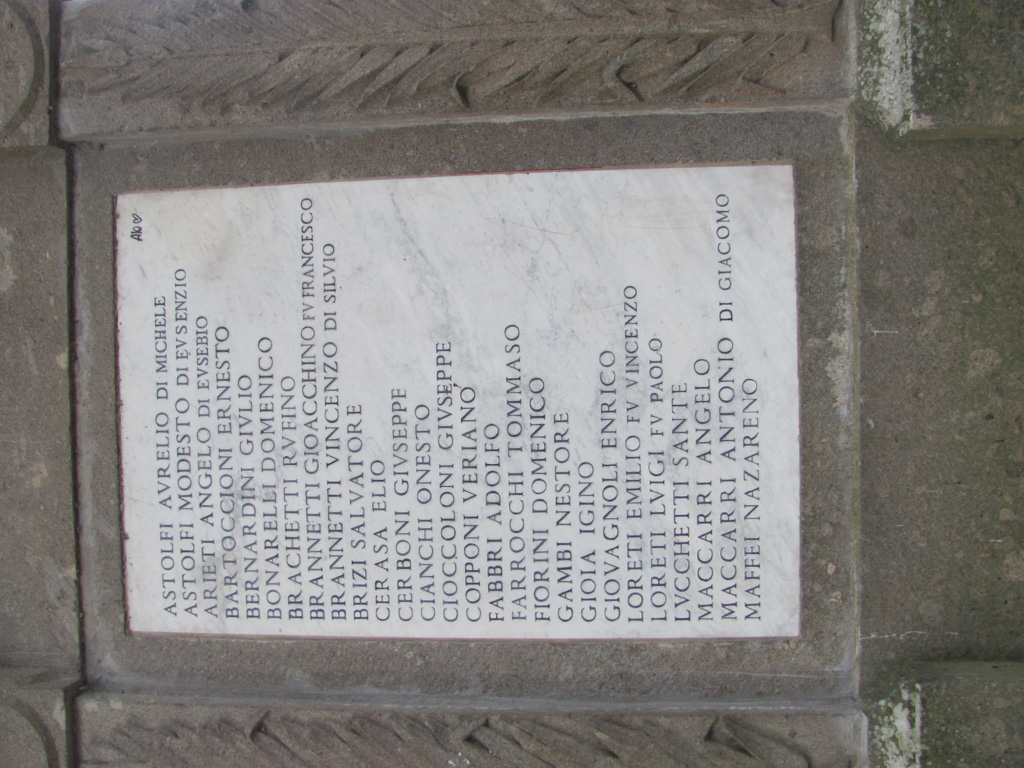 Alo ♡
ASTOLFI AVRELIO DI MICHELE
ASTOLFI MODESTO DI EVSENZIO
ARIETI ANGELO DI EVSEBIO
BARTOCCIONI ERNESTO
BERNARDINI GIVLIO
BONARELLI DOMENICO
BRACHETTI RVFINO
BRANNETTI GIOACCHINO FV FRANCESCO
BRANNETTI VINCENZO DI SILVIO
BRIZI SALVATORE
CERASA ELIO
CERBONI GIVSEPPE
CIANCHI ONESTO
CIOCCOLONI GIVSEPPE
COPPONI VERIANO
FABBRI ADOLFO
FARROCCHI TOMMASO
FIORINI DOMENICO
GAMBI NESTORE
GIOIA IGINO
GIOVAGNOLI ENRICO
LORETI EMILIO FV VINCENZO
LORETI LVIGI FV PAOLO
LVCCHETTI SANTE
MACCARRI ANGELO
MACCARRI ANTONIO DI GIACOMO
MAFFEI NAZARENO